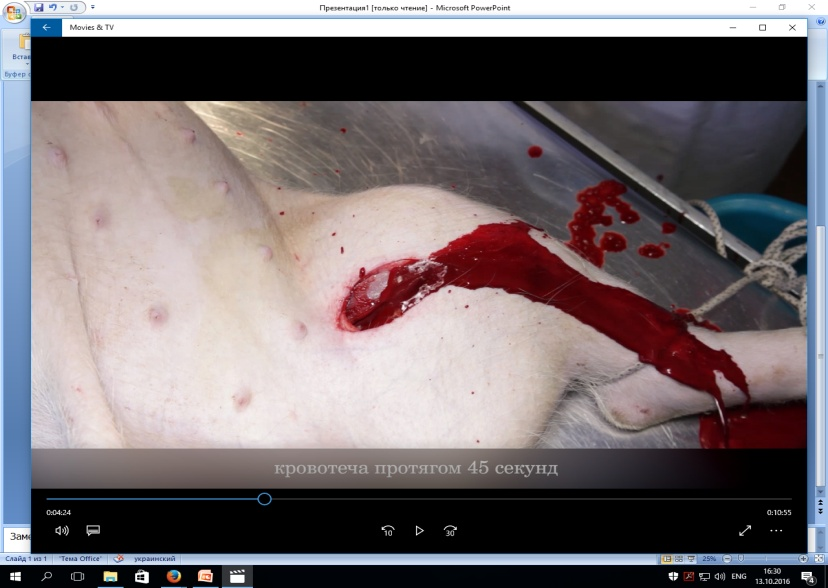 Презентация1 [только чтение] - Microsoft PowerPoint
Movies & TV
кровотеча протягом 45 секунд
0:04:24
0:10:55
10
30
Слайд 1 из 1
"Тема Office"
украинский
25%
ENG
16:30
13.10.2016